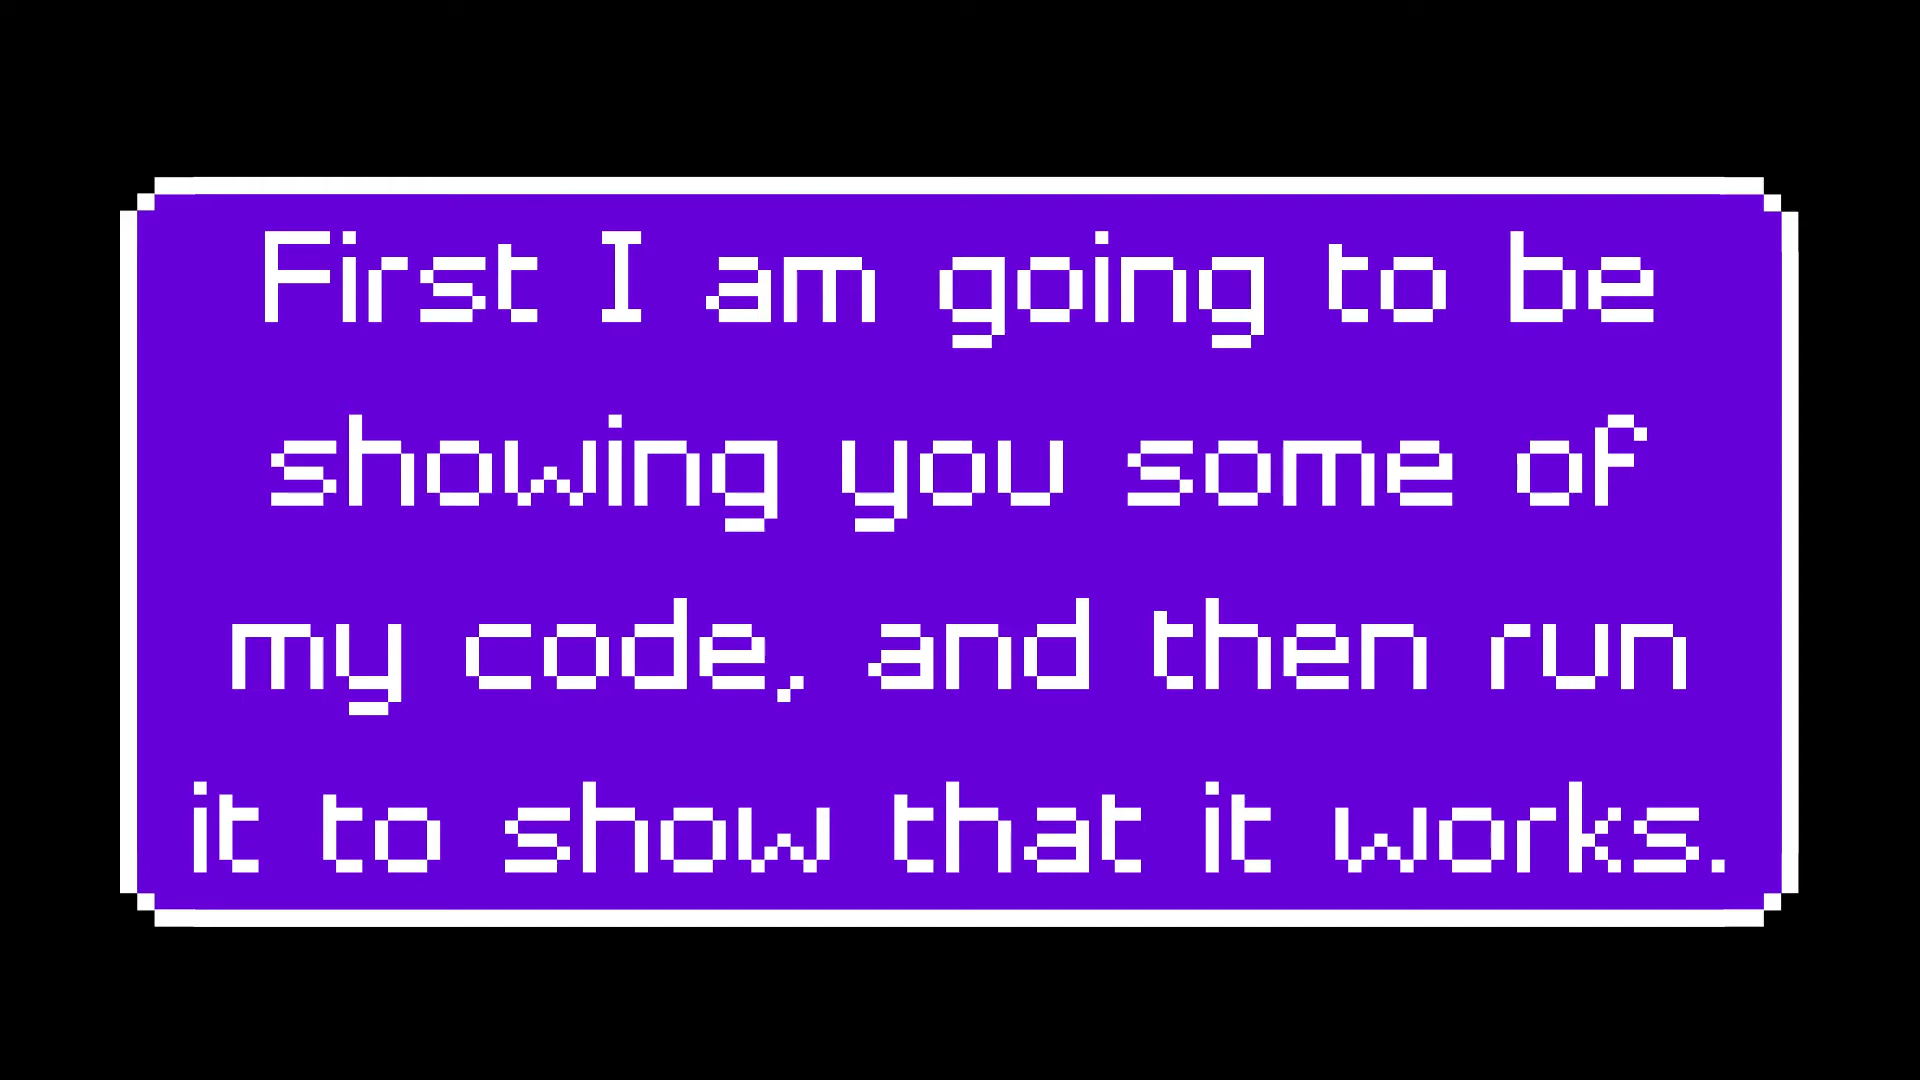 First I am going to be
showing you some of
my code, and then run
it to show that it works.